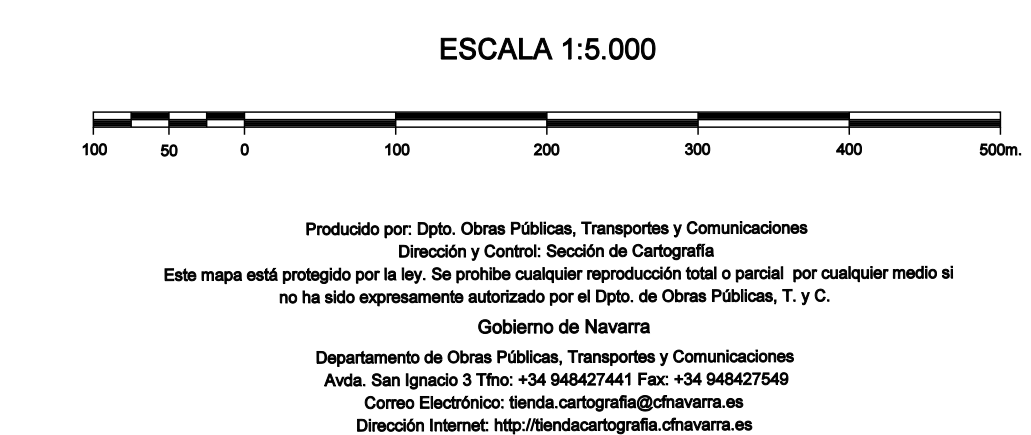 ESCALA 1:5.000
100 50 0 100 200 300 400 500m.
Producido por: Dpto. Obras Públicas, Transportes y Comunicaciones
Dirección y Control: Sección de Cartografía
Este mapa está protegido por la ley. Se prohibe cualquier reproducción total o parcial por cualquier medio si
no ha sido expresamente autorizado por el Dpto. de Obras Públicas, T. y C.
Gobierno de Navarra
Departamento de Obras Públicas, Transportes y Comunicaciones
Avda. San Ignacio 3 Tfno: +34 948427441 Fax: +34 948427549
Correo Electrónico: tienda.cartografia@cfnavarra.es
Dirección Internet: http://tiendacartografia.cfnavarra.es